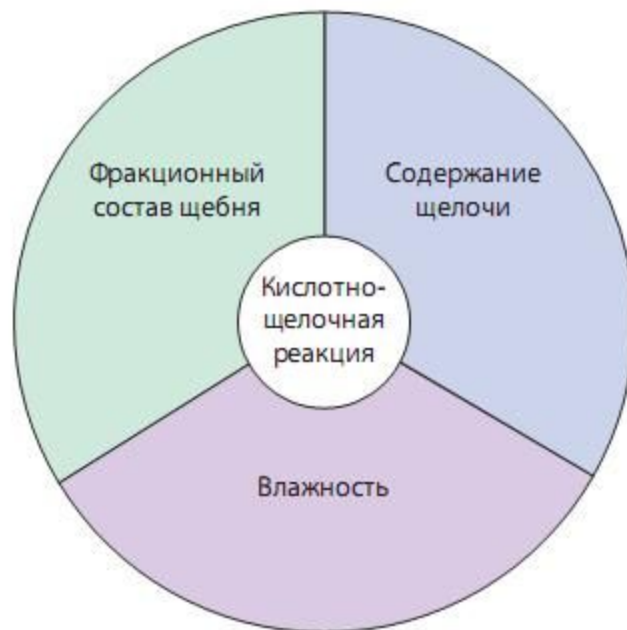 Фракционный
состав щебня
Содержание
щелочи
Кислотно-
щелочная
реакция
Влажность